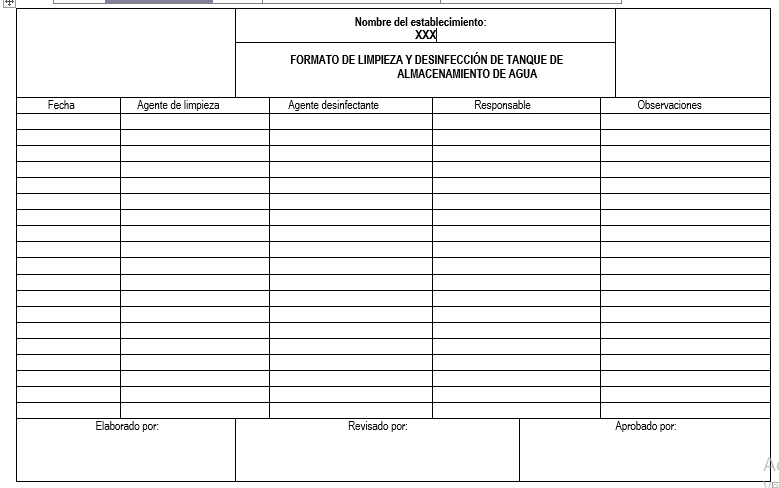 Nombre del establecimiento:
XXX
FORMATO DE LIMPIEZA Y DESINFECCIÓN DE TANQUE DE
ALMACENAMIENTO DE AGUA
Fecha Agente de limpieza Agente desinfectante Responsable Observaciones
Elaborado por: Revisado por: Aprobado por: